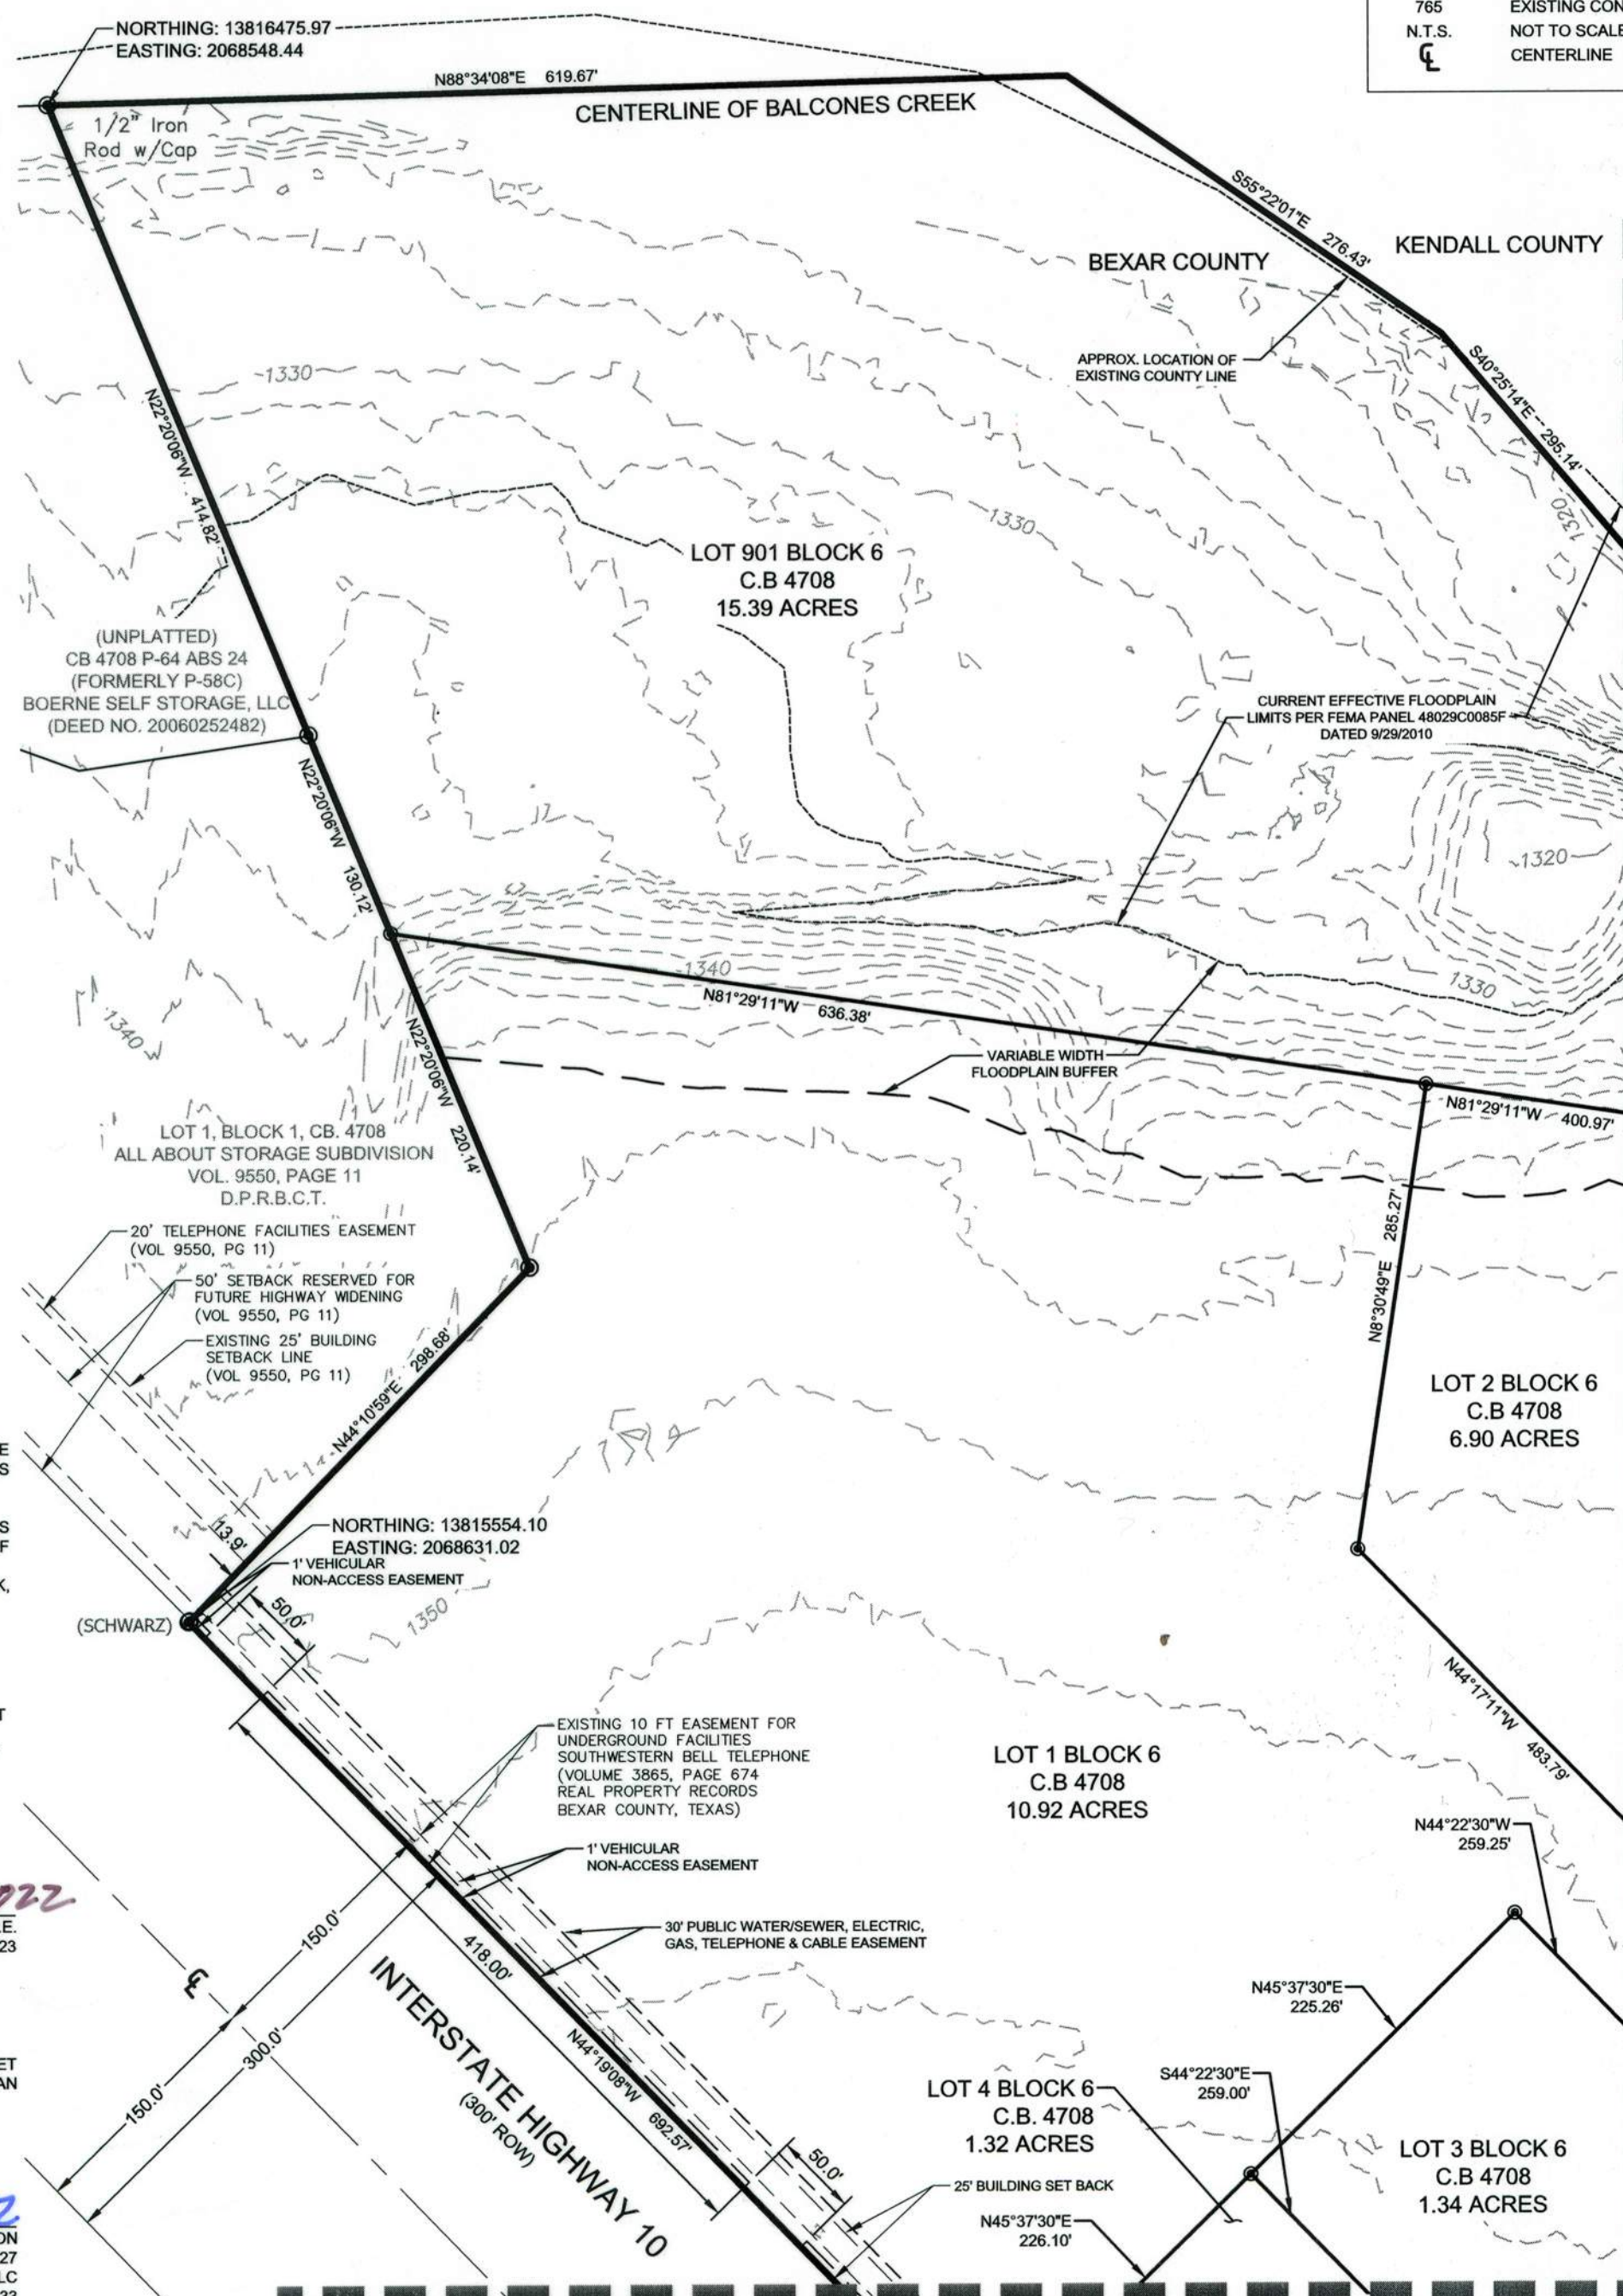 765 EXISTING CON
N.T.S. NOT TO SCALE
CENTERLINE
NORTHING: 13816475.97
EASTING: 2068548.44
N88°34'08"E 619.67'
CENTERLINE OF BALCONES CREEK
1/2" Iron
Rod w/Cap
S55°22'01"E 276.43'
BEXAR COUNTY
KENDALL COUNTY
APPROX. LOCATION OF
EXISTING COUNTY LINE
S40°25'14"E 295.14'
1320
1330
N22°20'06"W 414.82'
1330
LOT 901 BLOCK 6
C.B 4708
15.39 ACRES
(UNPLATTED)
CB 4708 P-64 ABS 24
(FORMERLY P-58C)
BOERNE SELF STORAGE, LLC
(DEED NO. 20060252482)
CURRENT EFFECTIVE FLOODPLAIN
LIMITS PER FEMA PANEL 48029C0085F
DATED 9/29/2010
N22°20'06"W 130.12'
1320
1340
N81°29'11"W 636.38'
1330
1340
N22°20'06"W 220.14'
VARIABLE WIDTH
FLOODPLAIN BUFFER
N81°29'11"W 400.97'
LOT 1, BLOCK 1, CB. 4708
ALL ABOUT STORAGE SUBDIVISION
VOL. 9550, PAGE 11
D.P.R.B.C.T.
20' TELEPHONE FACILITIES EASEMENT
(VOL 9550, PG 11)
50' SETBACK RESERVED FOR
FUTURE HIGHWAY WIDENING
(VOL 9550, PG 11)
EXISTING 25' BUILDING
SETBACK LINE
(VOL 9550, PG 11)
N44°10'59"E 298.68'
N8°30'49"E 285.27'
LOT 2 BLOCK 6
C.B 4708
6.90 ACRES
E
S
S
F
K,
13.9'
NORTHING: 13815554.10
EASTING: 2068631.02
1' VEHICULAR
NON-ACCESS EASEMENT
(SCHWARZ)
50.0'
1350
N44°17'11"W 483.79'
T
EXISTING 10 FT EASEMENT FOR
UNDERGROUND FACILITIES
SOUTHWESTERN BELL TELEPHONE
(VOLUME 3865, PAGE 674
REAL PROPERTY RECORDS
BEXAR COUNTY, TEXAS)
LOT 1 BLOCK 6
C.B 4708
10.92 ACRES
N44°22'30"W
259.25'
1' VEHICULAR
NON-ACCESS EASEMENT
022
.E.
23
150.0'
418.00'
30' PUBLIC WATER/SEWER, ELECTRIC,
GAS, TELEPHONE & CABLE EASEMENT
℄
300.0'
INTERSTATE HIGHWAY 10
(300' ROW)
N44°19'08"W 692.57'
N45°37'30"E
225.26'
ET
AN
150.0'
S44°22'30"E
259.00'
LOT 4 BLOCK 6
C.B. 4708
1.32 ACRES
LOT 3 BLOCK 6
C.B 4708
1.34 ACRES
50.0'
25' BUILDING SET BACK
N45°37'30"E
226.10'
ON
27
LC